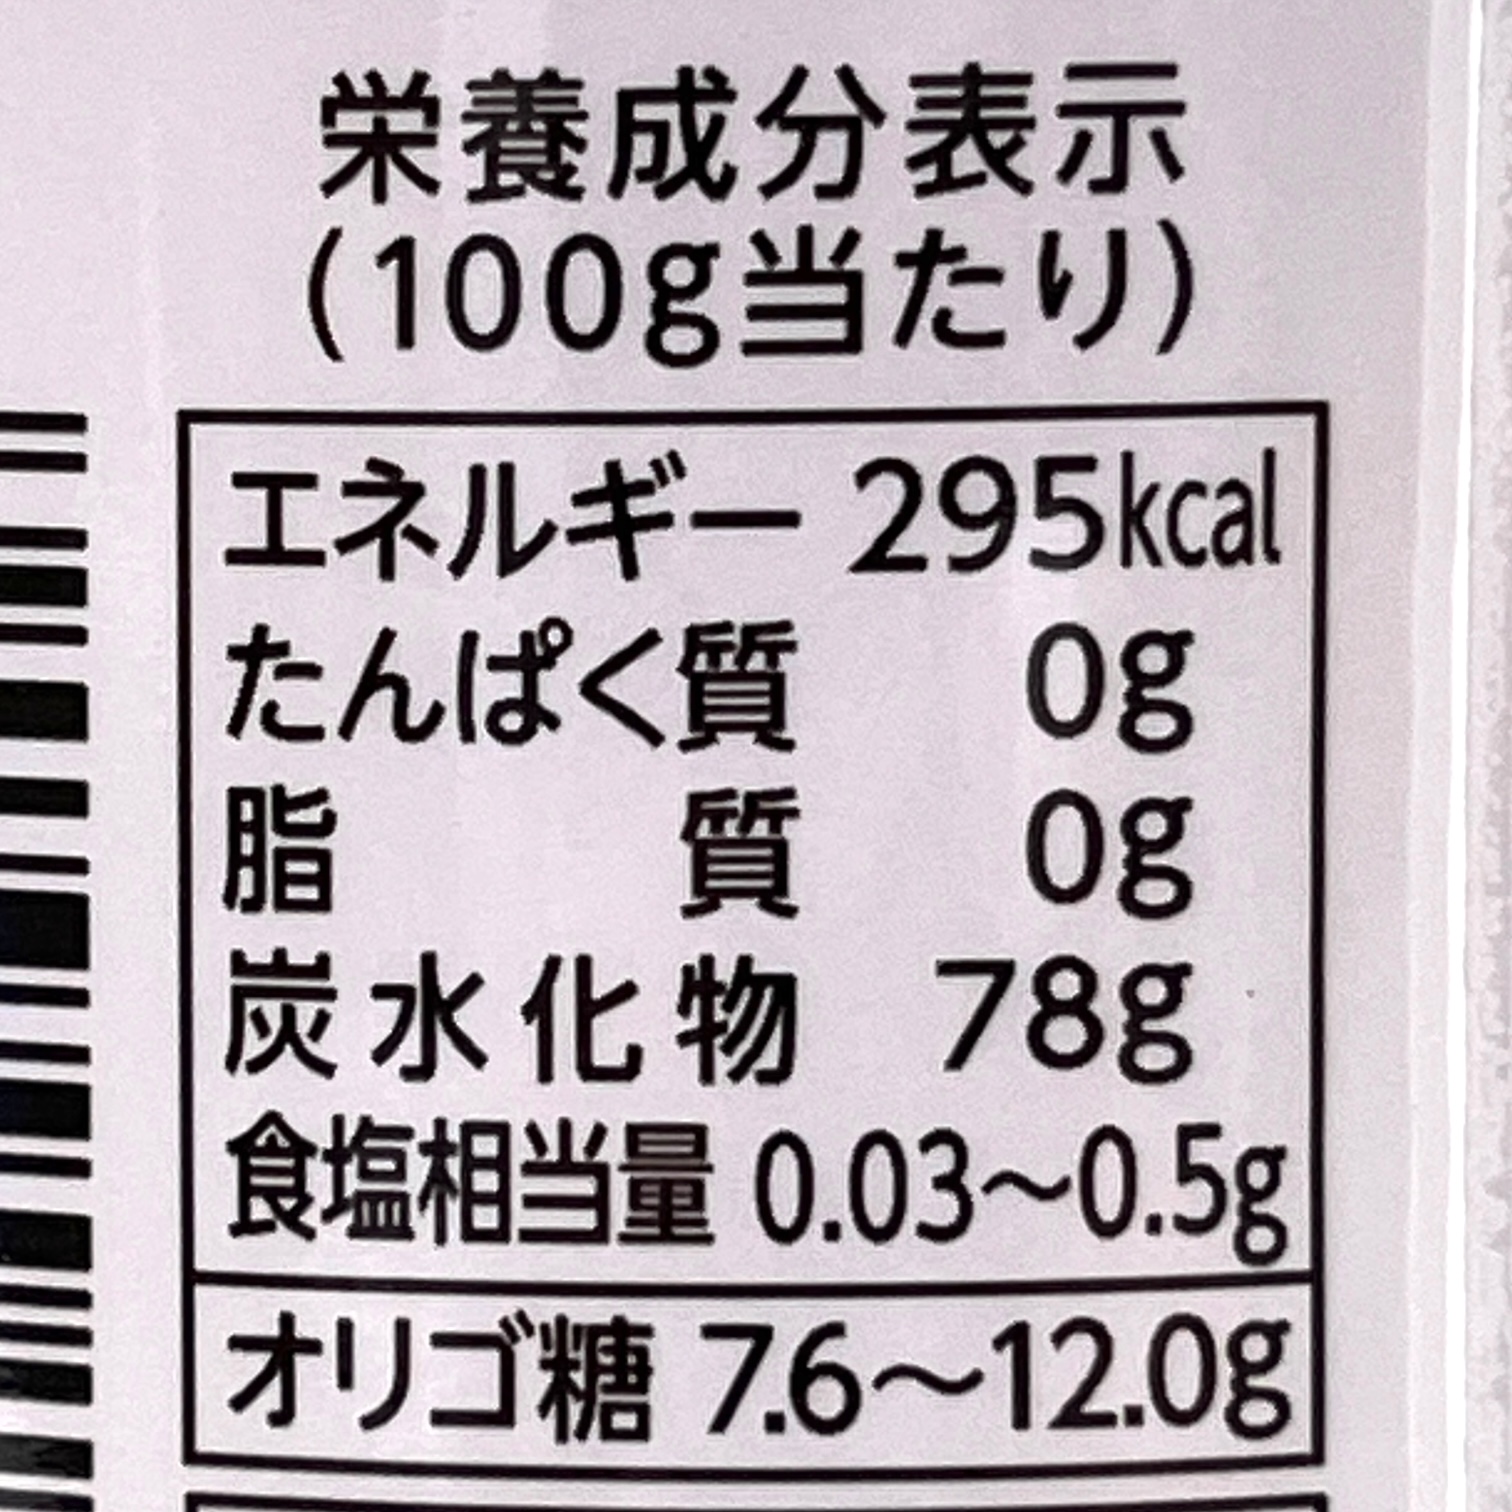 栄養成分表示
(100g当たり)
エネルギー 295kcal
たんぱく質 0g
脂質 0g
炭水化物 78g
食塩相当量 0.03〜0.5g
オリゴ糖 7.6〜12.0g